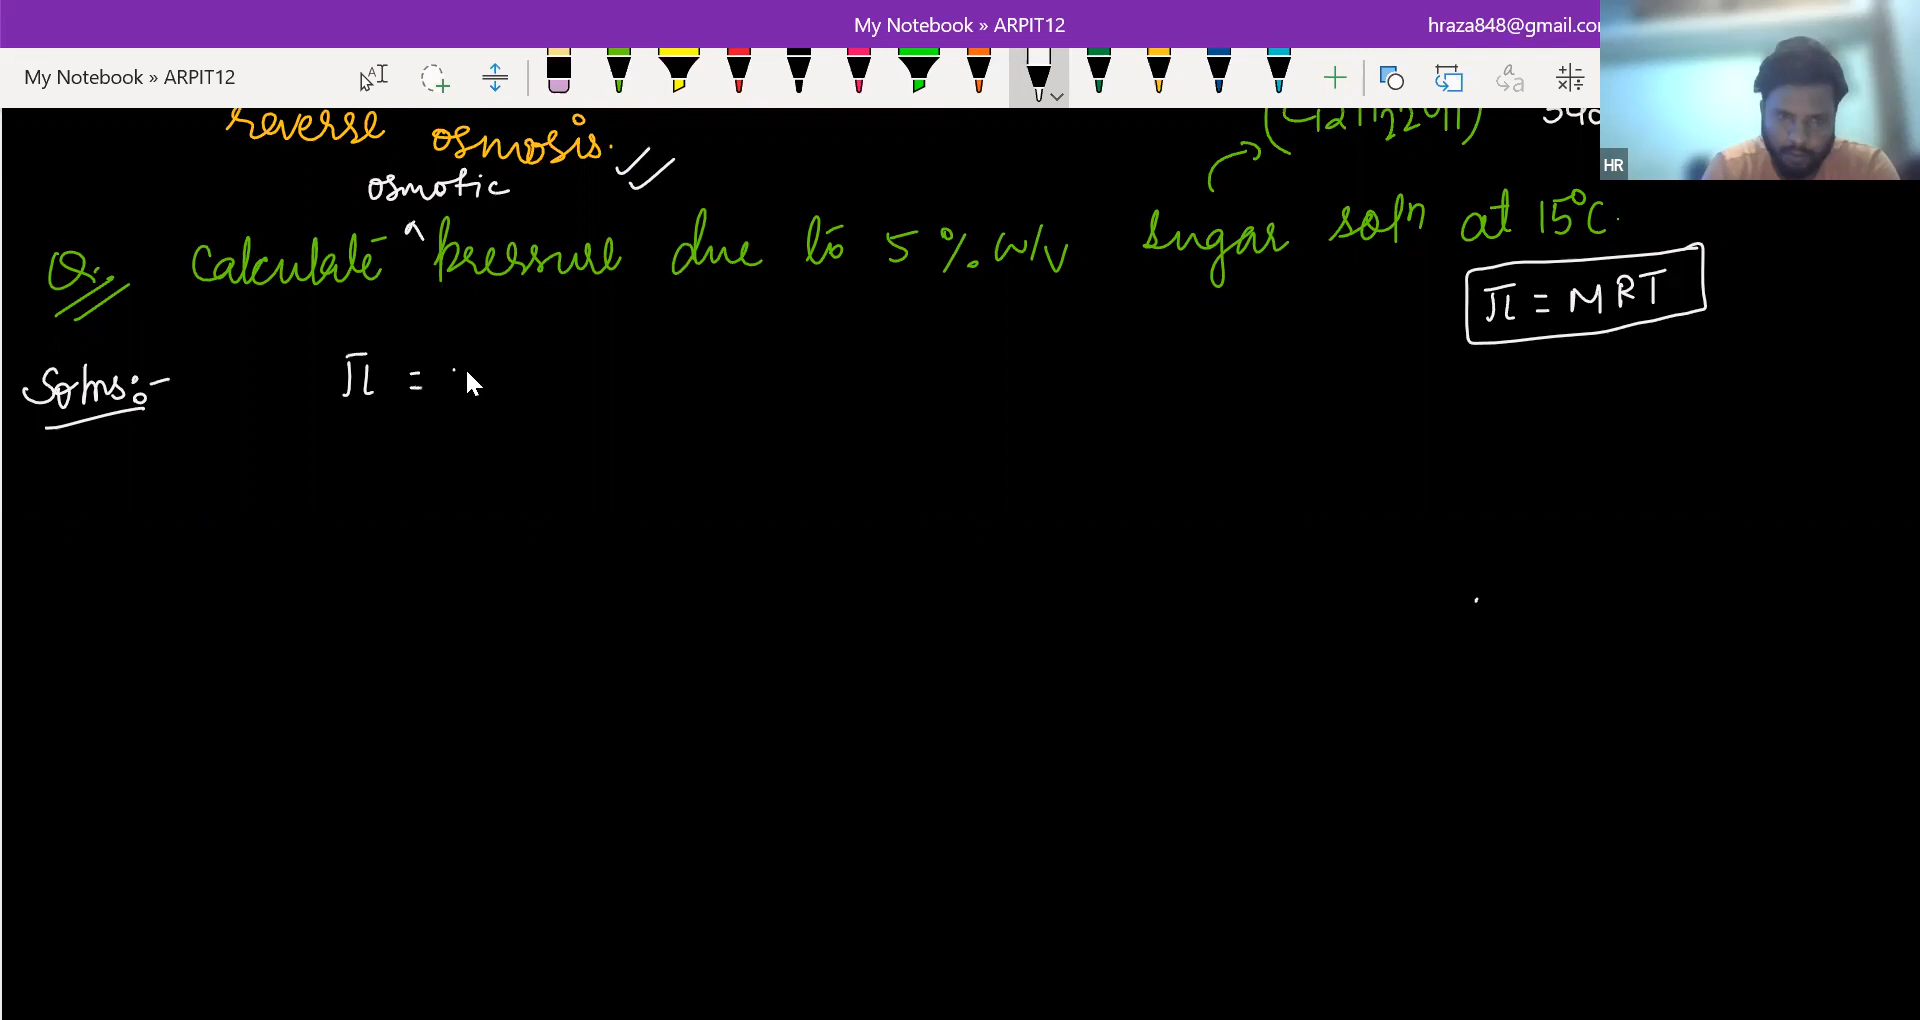 My Notebook » ARPIT12
hraza848@gmail.co
My Notebook » ARPIT12
HR
reverse osmosis.
(C12H22O11)
osmotic
Q:, calculate ^ pressure due to 5 %. W/V sugar soln at 15°C.
π = MRT
Solns:- π =